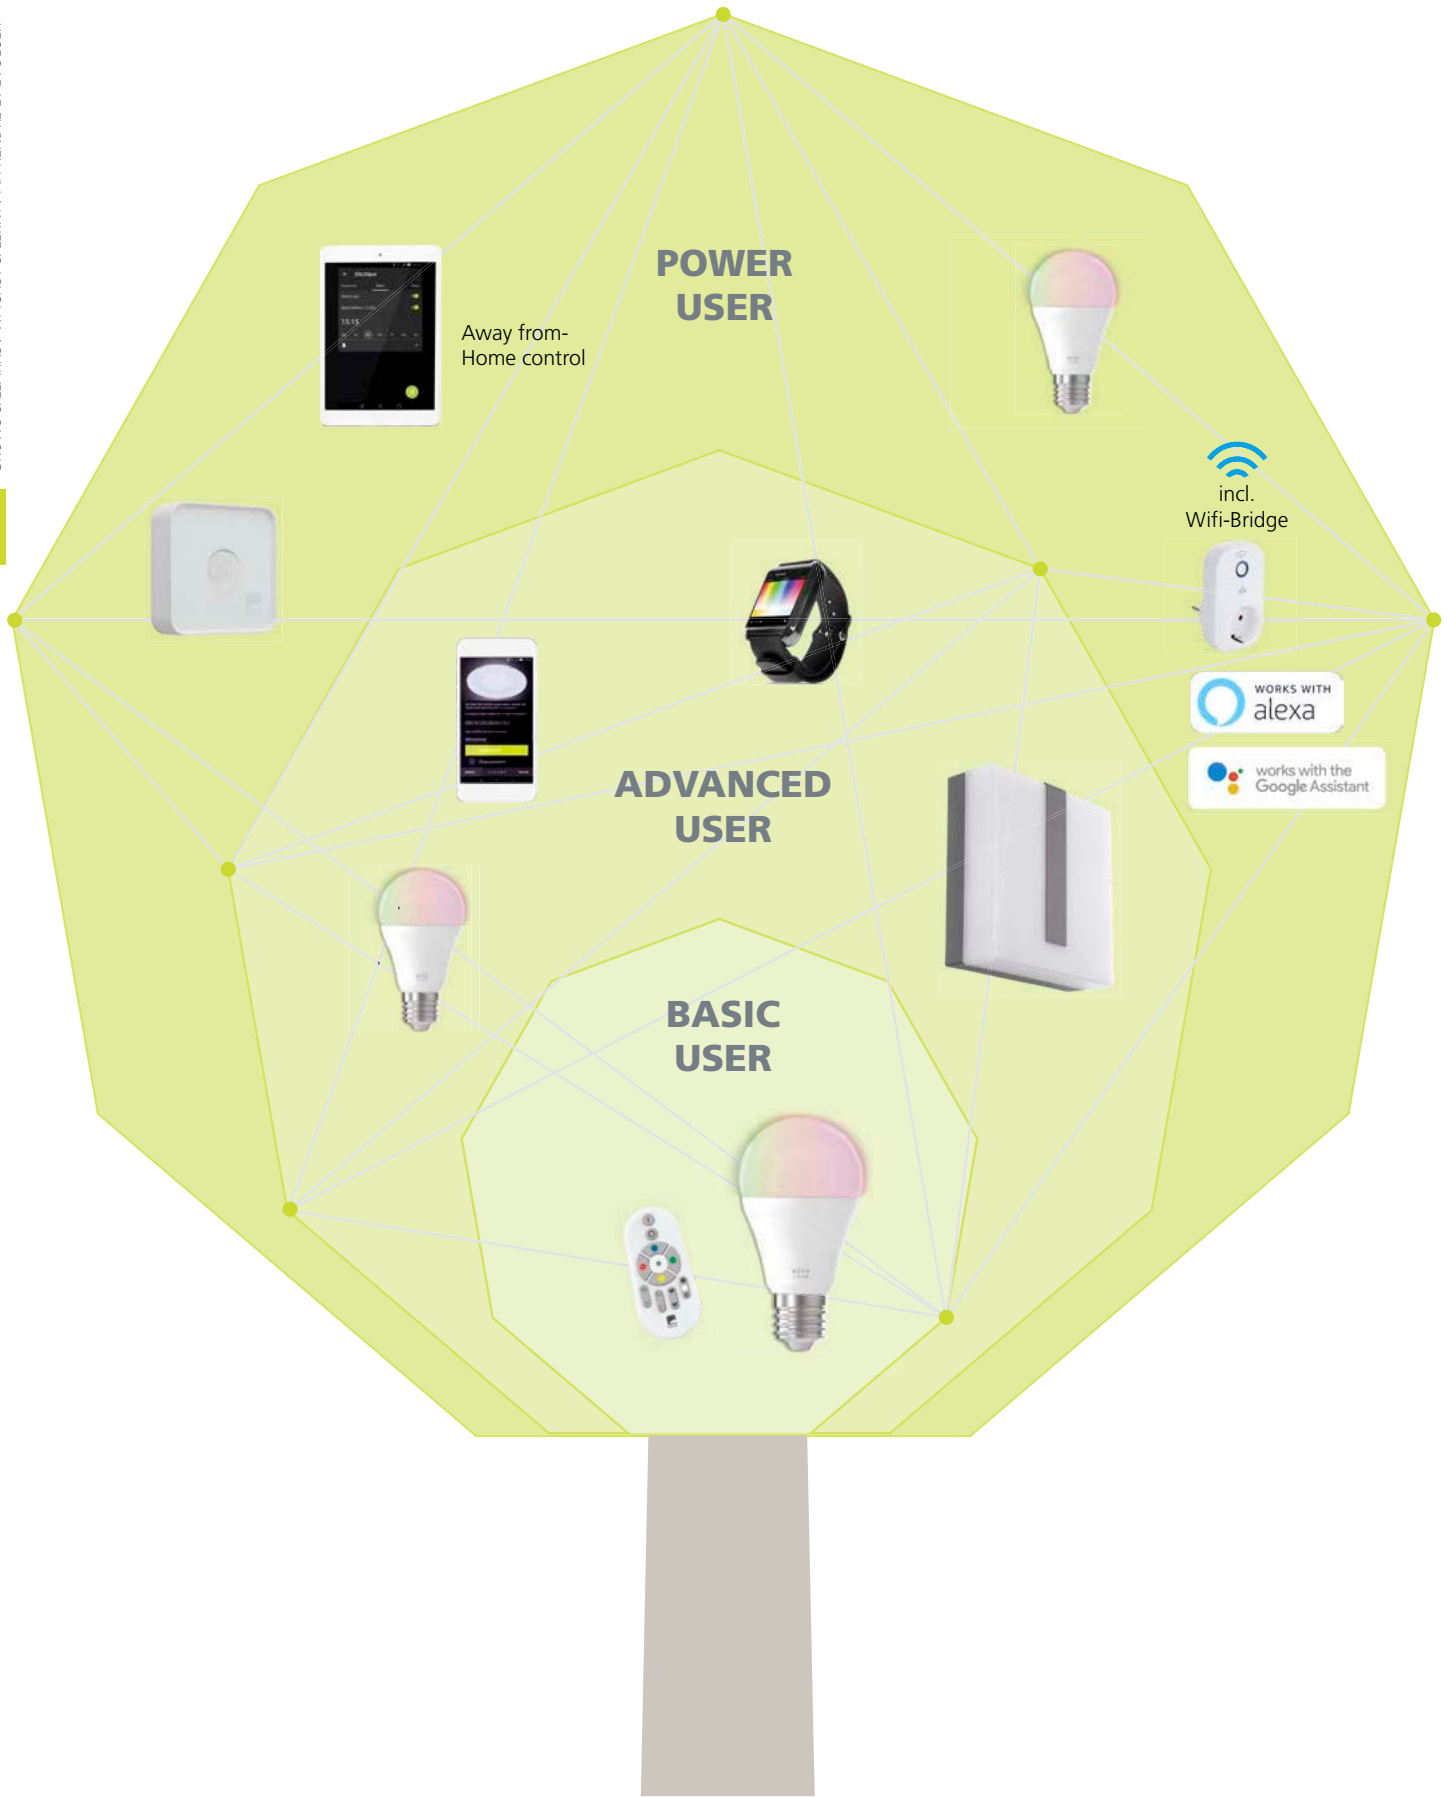 POWER
USER
Away from-
Home control
incl.
Wifi-Bridge
WORKS WITH
alexa
works with the
Google Assistant
ADVANCED
USER
BASIC
USER